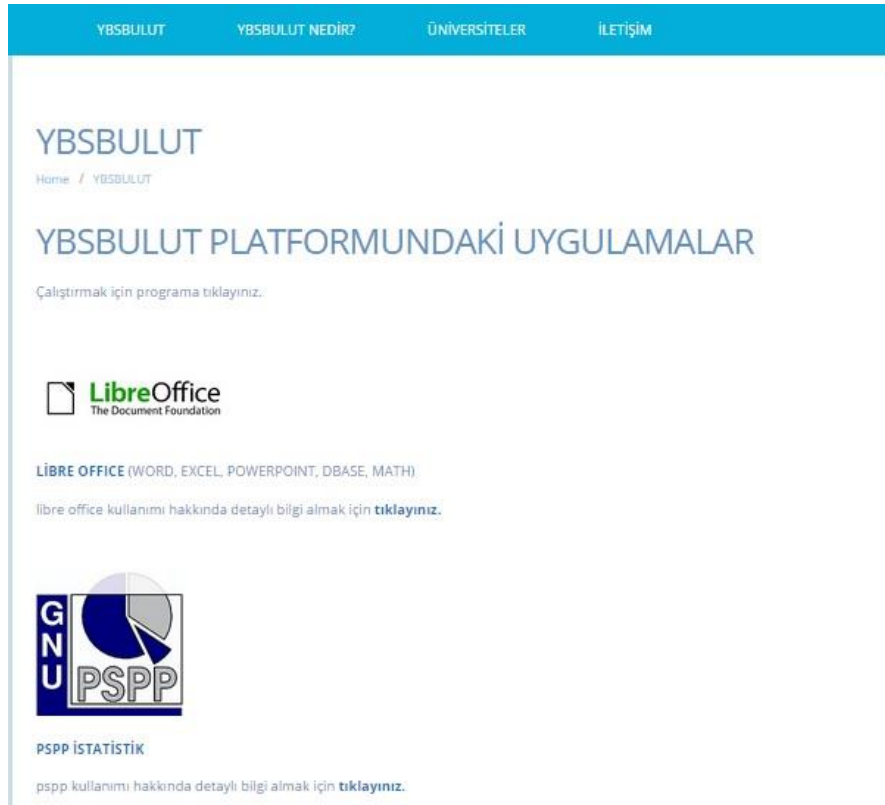 YBSBULUT YBSBULUT NEDİR? ÜNİVERSİTELER İLETİŞİM
YBSBULUT
Home / YBSBULUT
YBSBULUT PLATFORMUNDAKİ UYGULAMALAR
Çalıştırmak için programa tıklayınız.
LibreOffice
The Document Foundation
LİBRE OFFICE (WORD, EXCEL, POWERPOINT, DBASE, MATH)
libre office kullanımı hakkında detaylı bilgi almak için tıklayınız.
GNU
PSPP
PSPP İSTATİSTİK
pspp kullanımı hakkında detaylı bilgi almak için tıklayınız.